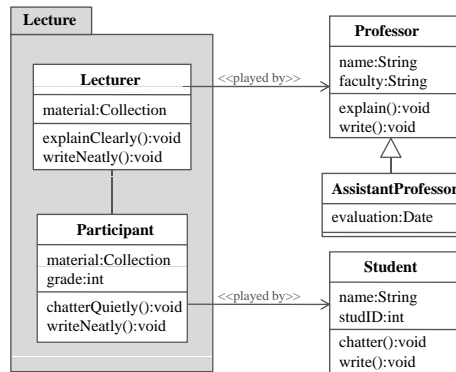 Lecture
Lecturer
material:Collection
explainClearly():void
writeNeatly():void
<<played by>>
Professor
name:String
faculty:String
explain():void
write():void
AssistantProfessor
evaluation:Date
Participant
material:Collection
grade:int
chatterQuietly():void
writeNeatly():void
<<played by>>
Student
name:String
studID:int
chatter():void
write():void